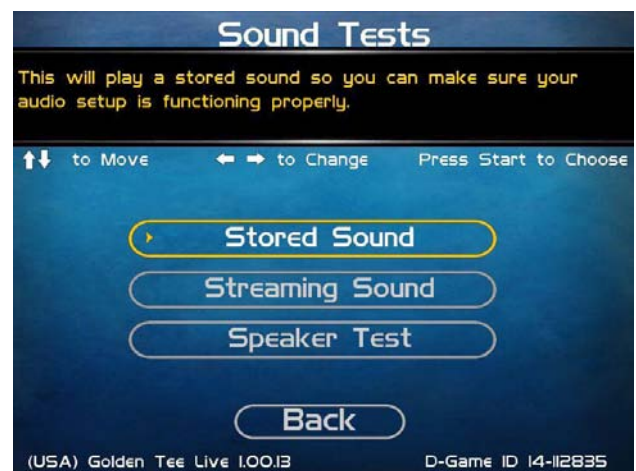 Sound Tests
This will play a stored sound so you can make sure your
audio setup is functioning properly.
to Move to Change Press Start to Choose
Stored Sound
Streaming Sound
Speaker Test
Back
(USA) Golden Tee Live 1.00.13 D-Game ID 14-112835